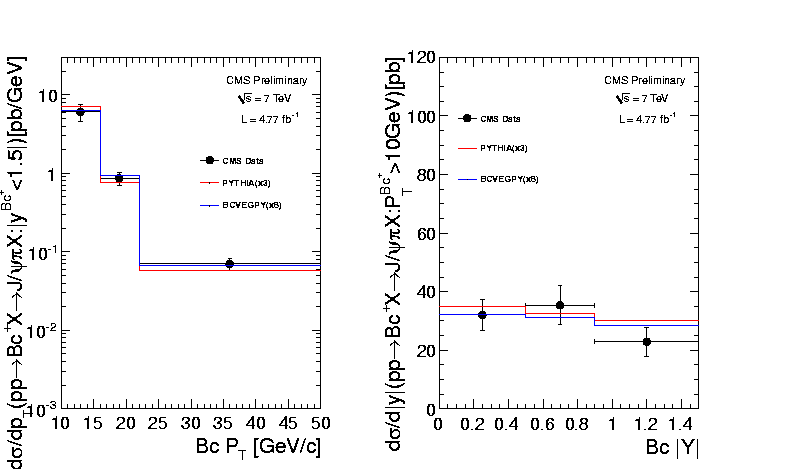 dσ/dp_T(pp→Bc⁺X→J/ψπX:|y^{Bc⁺}<1.5|)[pb/GeV]
10
1
10⁻¹
10⁻²
10⁻³
CMS Preliminary
√s = 7 TeV
L = 4.77 fb⁻¹
CMS Data
PYTHIA(x3)
BCVEGPY(x6)
10 15 20 25 30 35 40 45 50
Bc P_T [GeV/c]
dσ/d|y|(pp→Bc⁺X→J/ψπX:P_T^{Bc⁺}>10GeV)[pb]
120
100
80
60
40
20
0
CMS Preliminary
√s = 7 TeV
L = 4.77 fb⁻¹
CMS Data
PYTHIA(x3)
BCVEGPY(x6)
0 0.2 0.4 0.6 0.8 1 1.2 1.4
Bc |Y|